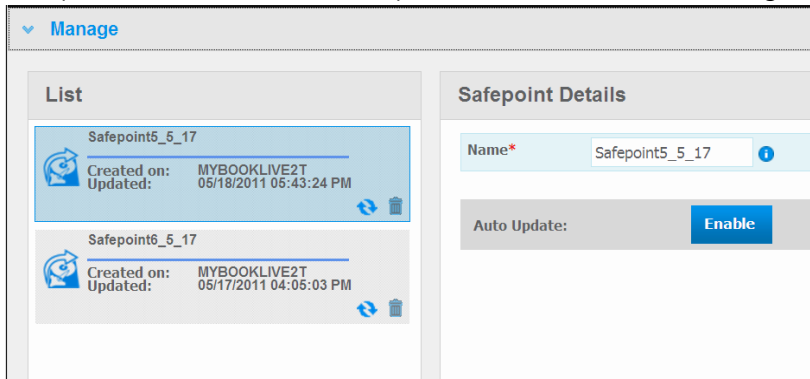 Manage
List
Safepoint5_5_17
Created on: MYBOOKLIVE2T
Updated: 05/18/2011 05:43:24 PM
Safepoint6_5_17
Created on: MYBOOKLIVE2T
Updated: 05/17/2011 04:05:03 PM
Safepoint Details
Name* Safepoint5_5_17
Auto Update: Enable